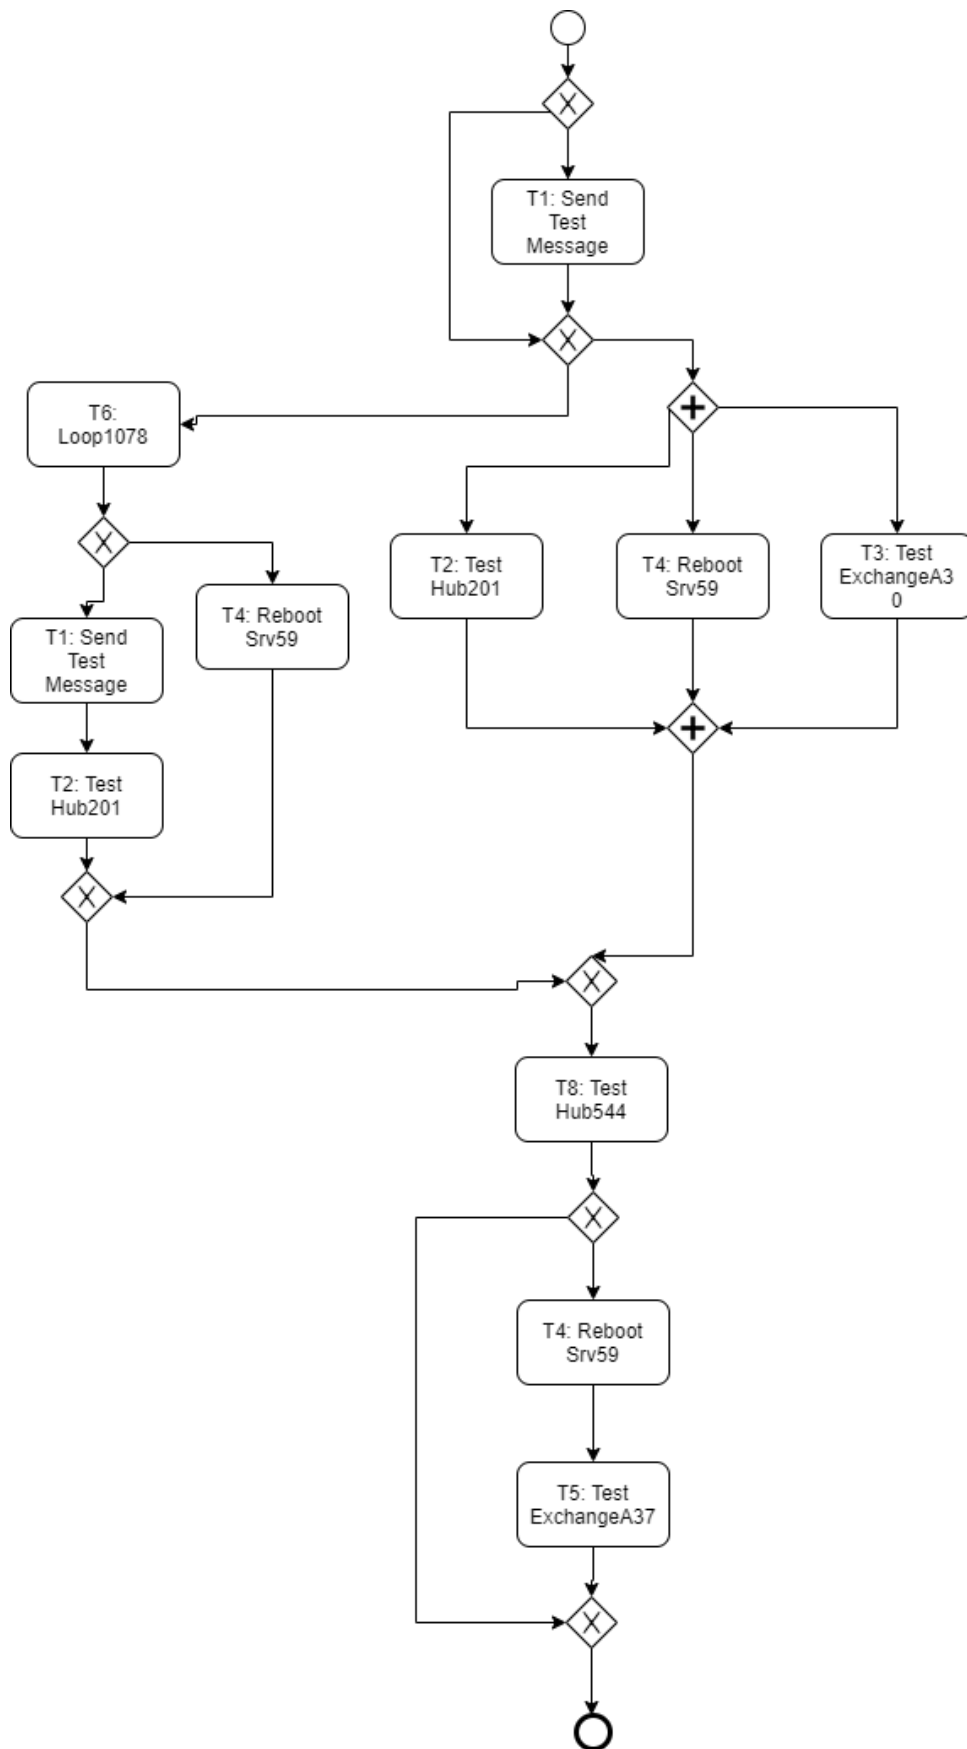 T1: Send
Test
Message
T6:
Loop1078
T2: Test
Hub201
T4: Reboot
Srv59
T3: Test
ExchangeA3
0
T4: Reboot
Srv59
T1: Send
Test
Message
T2: Test
Hub201
T8: Test
Hub544
T4: Reboot
Srv59
T5: Test
ExchangeA37